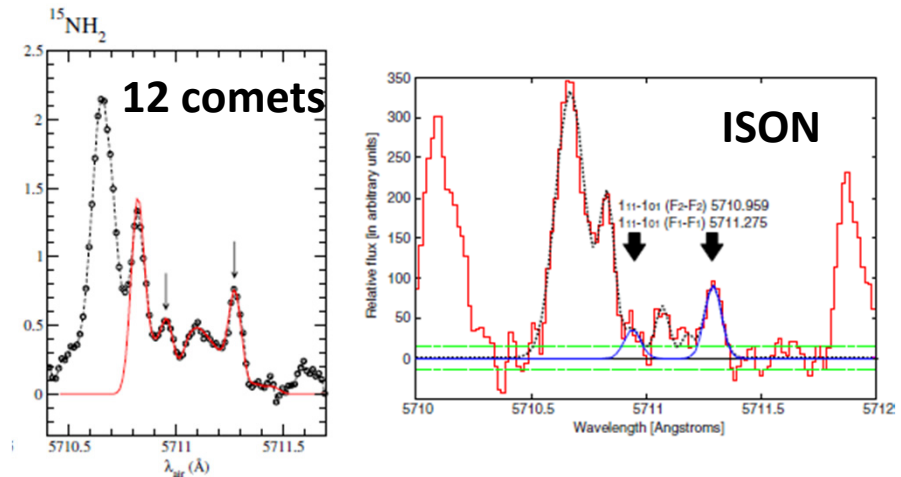 ¹⁵NH₂
12 comets
2.5
2
1.5
1
0.5
0
5710.5
5711
5711.5
λair (Å)
ISON
350
300
250
200
150
100
50
0
Relative flux [in arbitrary units]
1₁₁-1₀₁ (F₂-F₂) 5710.959
1₁₁-1₀₁ (F₁-F₁) 5711.275
5710
5710.5
5711
5711.5
5712
Wavelength [Angstroms]